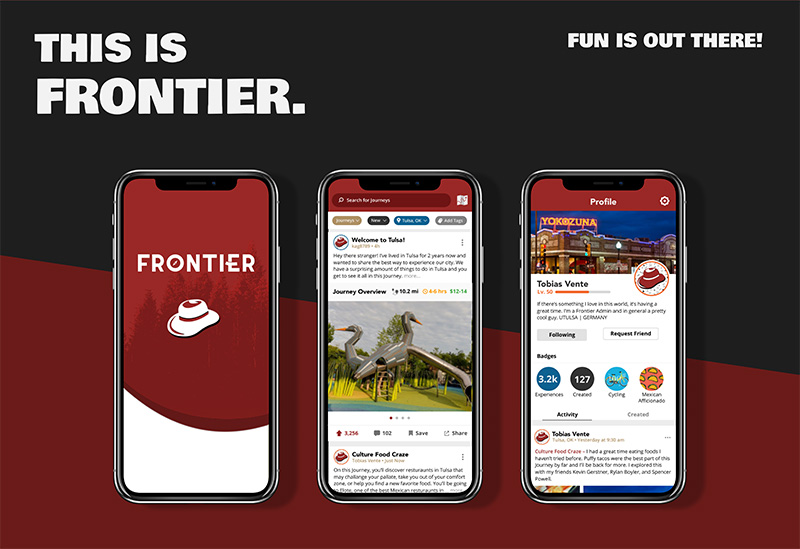 THIS IS
FRONTIER.
FUN IS OUT THERE!
FRONTIER
Search for Journeys
Journeys
New
Tulsa, OK
Add Tags
Welcome to Tulsa!
Hey there stranger! I've lived in Tulsa for 2 years now and
wanted to share the best way to experience our city. We
have a surprising amount of things to do in Tulsa and you
get to see it all in this journey. more...
Journey Overview
10.2 mi
4-6 hrs
$12-14
3,256
102
Save
Share
Culture Food Craze
Tobias Vente • Just Now
On this Journey, you'll discover restaraunts in Tulsa that
may challenge your pallate, take you out of your comfort
zone, or help you find a new favorite food. You'll be going
to Elote, one of the best Mexican restaraunts in
Profile
YOKOZUNA
Tobias Vente
Lv. 50
If there's something I love in this world, it's having a
great time. I'm a Frontier Admin and in general a pretty
cool guy. UTULSA | GERMANY
Following
Request Friend
Badges
3.2k
127
Experiences
Created
Cycling
Mexican
Afficionado
Activity
Created
Tobias Vente
Tulsa, OK • Yesterday at 9:30 am
Culture Food Craze - I had a great time eating foods I
haven't tried before. Puffy tacos were the best part of this
Journey by far and I'll be back for more. I explored this
with my friends Kevin Gerstner, Rylan Boyler, and Spencer
Powell.